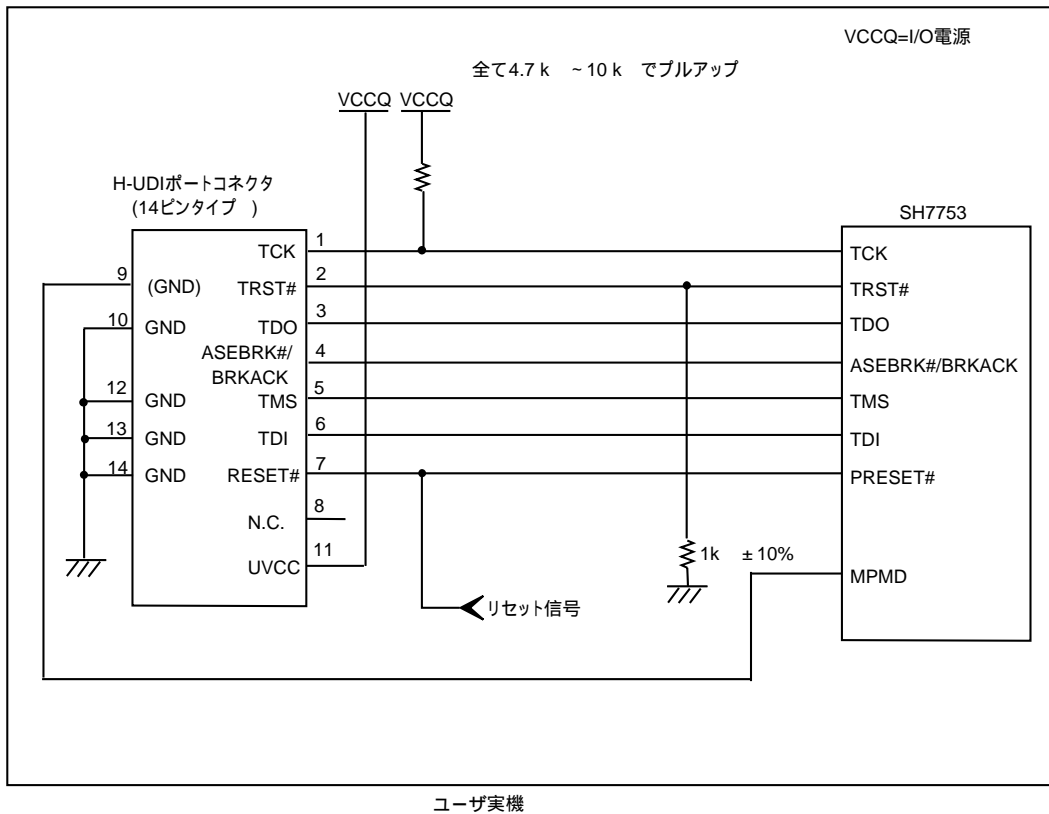 VCCQ=I/O電源
全て4.7 k ~ 10 k でプルアップ
VCCQ VCCQ
H-UDIポートコネクタ
(14ピンタイプ )
SH7753
TCK 1 TCK
9 (GND) TRST# 2 TRST#
10 GND TDO 3 TDO
ASEBRK#/
BRKACK 4 ASEBRK#/BRKACK
12 GND TMS 5 TMS
13 GND TDI 6 TDI
14 GND RESET# 7 PRESET#
N.C. 8
UVCC 11
1k ± 10%
MPMD
リセット信号
ユーザ実機